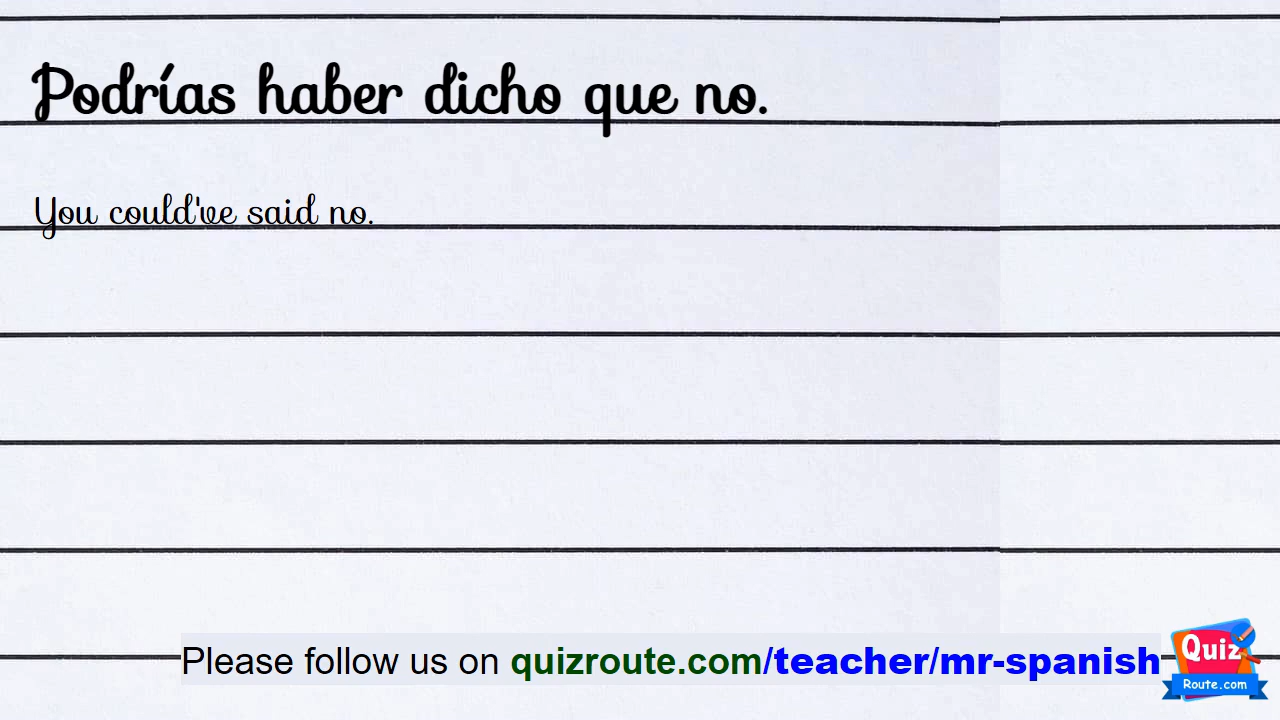 Podrías haber dicho que no.
You could've said no.
Please follow us on quizroute.com/teacher/mr-spanish
Quiz
Route.com